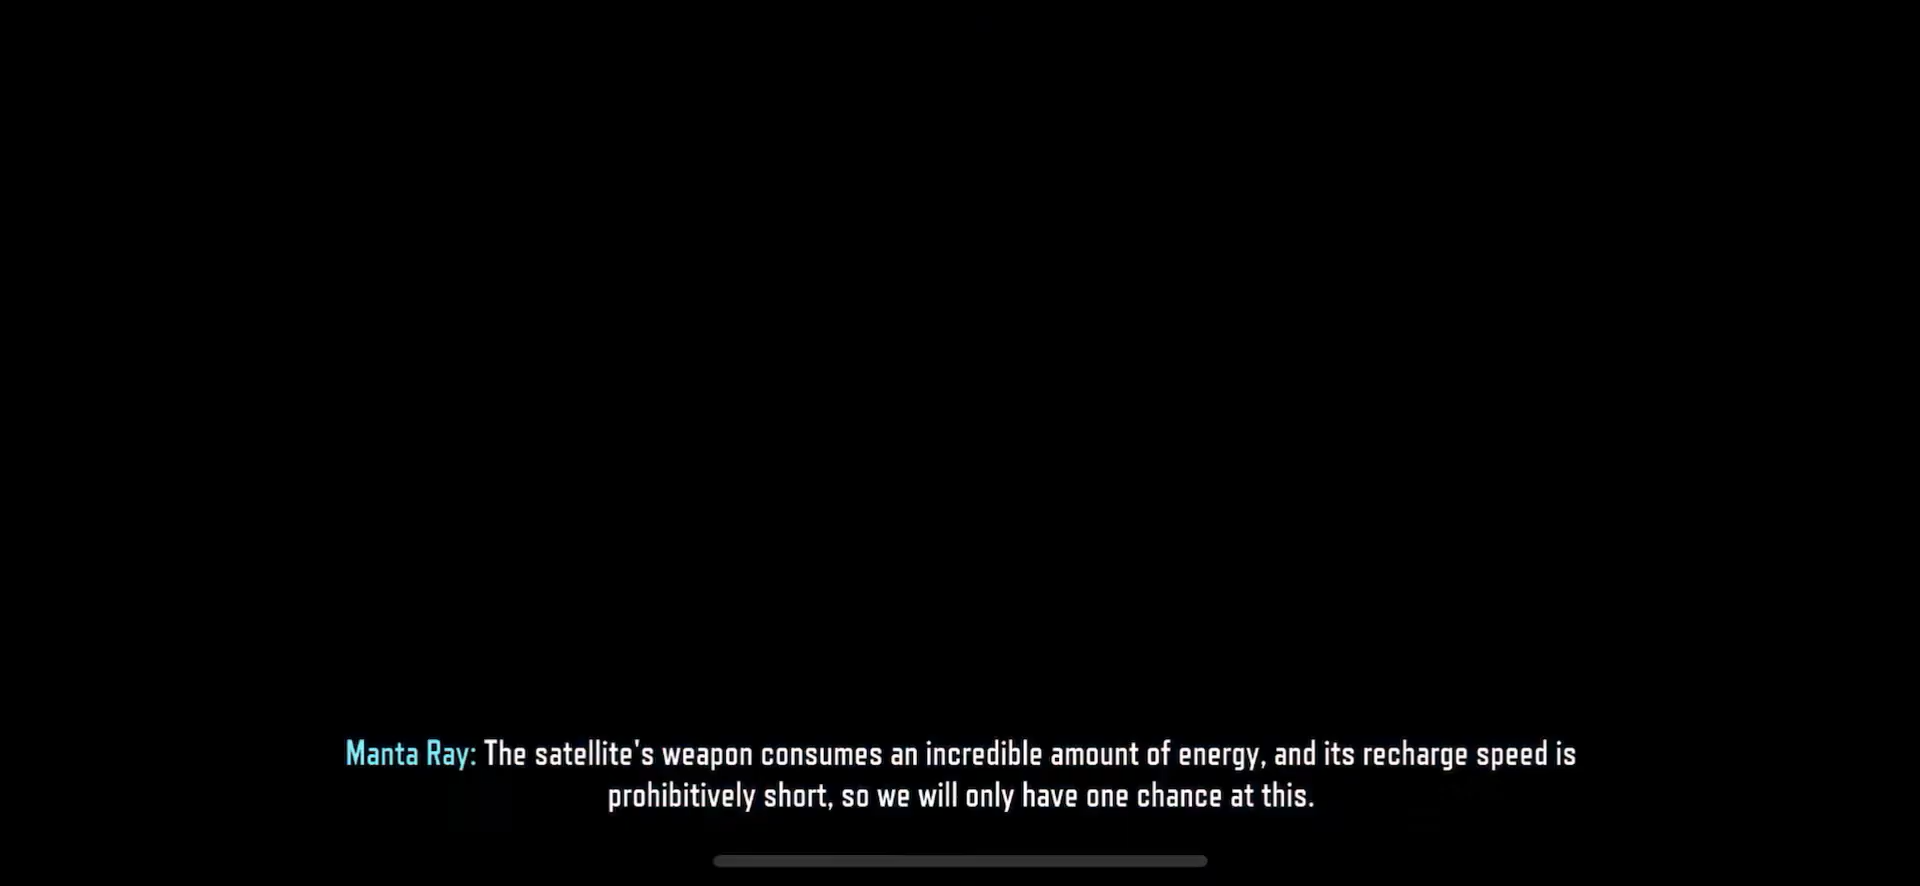 Manta Ray: The satellite's weapon consumes an incredible amount of energy, and its recharge speed is
prohibitively short, so we will only have one chance at this.